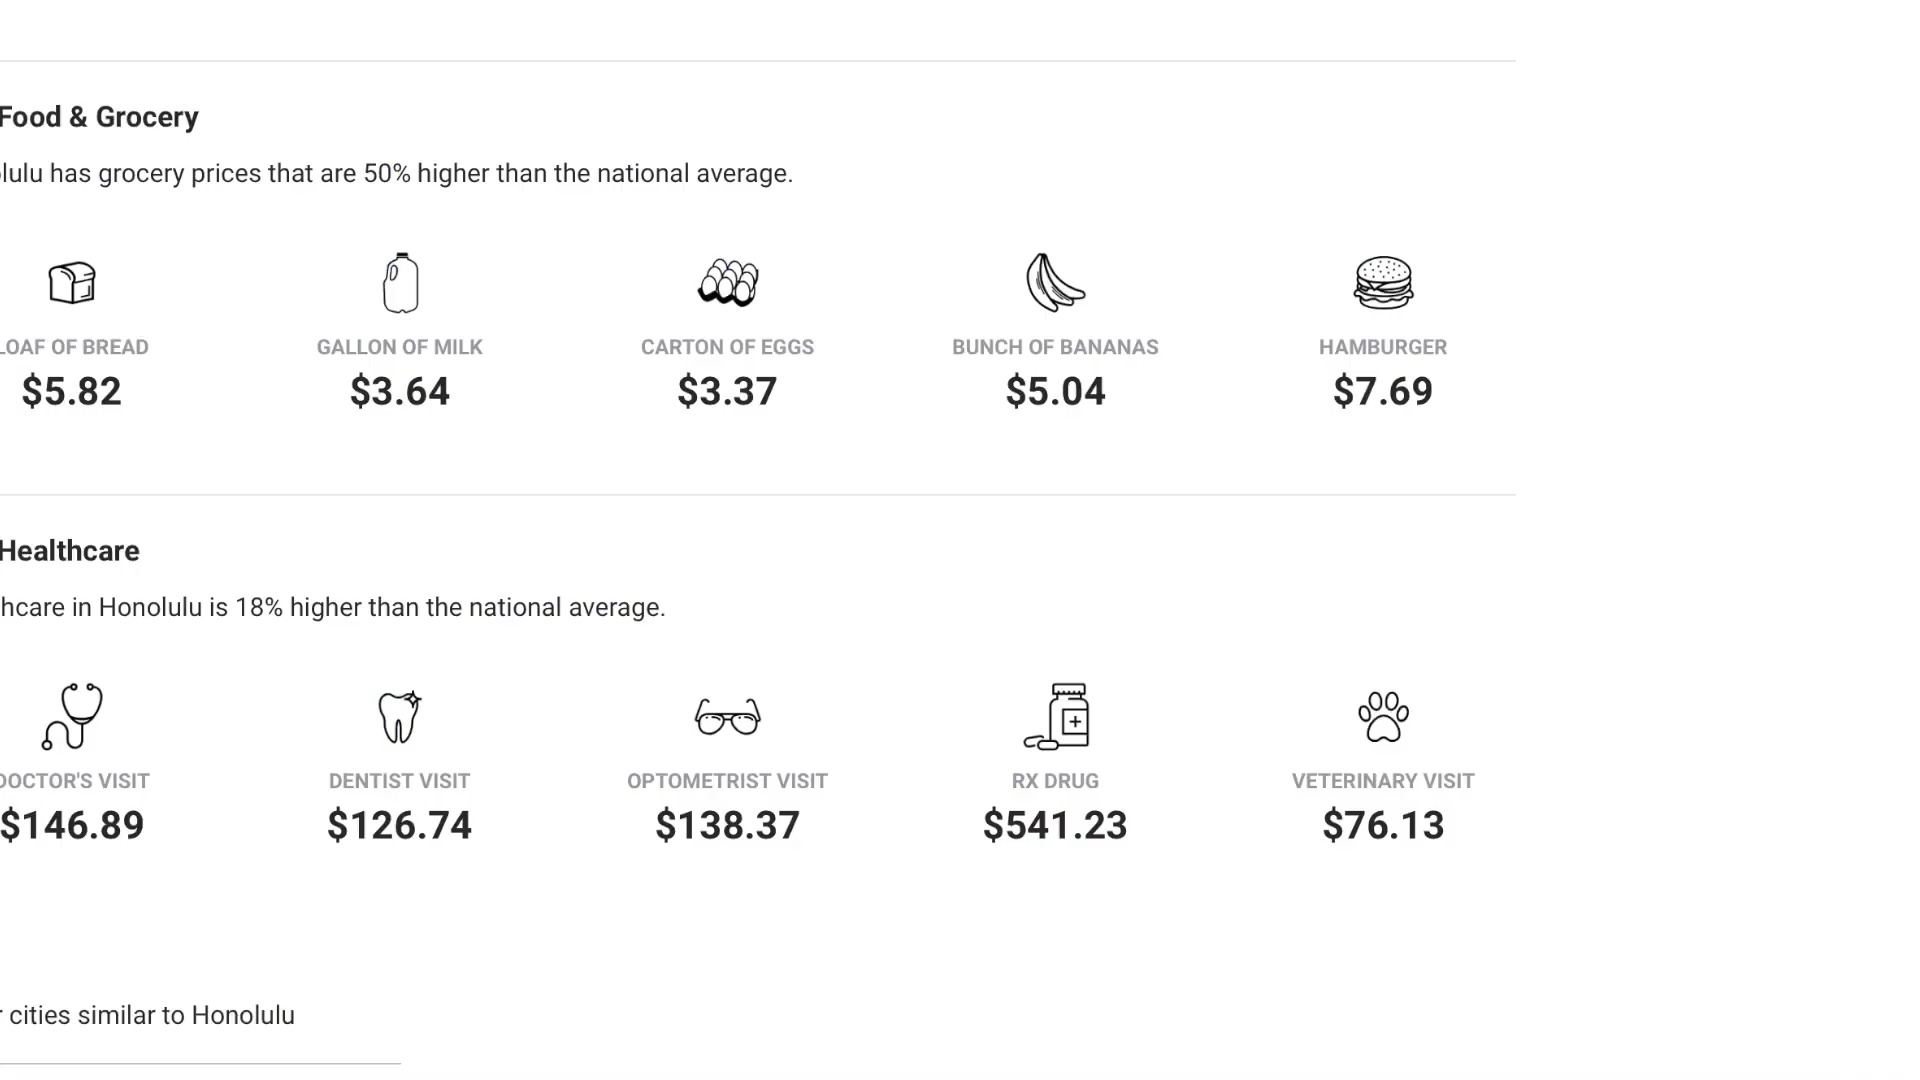 Food & Grocery
lulu has grocery prices that are 50% higher than the national average.
LOAF OF BREAD
$5.82
GALLON OF MILK
$3.64
CARTON OF EGGS
$3.37
BUNCH OF BANANAS
$5.04
HAMBURGER
$7.69
Healthcare
hcare in Honolulu is 18% higher than the national average.
DOCTOR'S VISIT
$146.89
DENTIST VISIT
$126.74
OPTOMETRIST VISIT
$138.37
RX DRUG
$541.23
VETERINARY VISIT
$76.13
cities similar to Honolulu